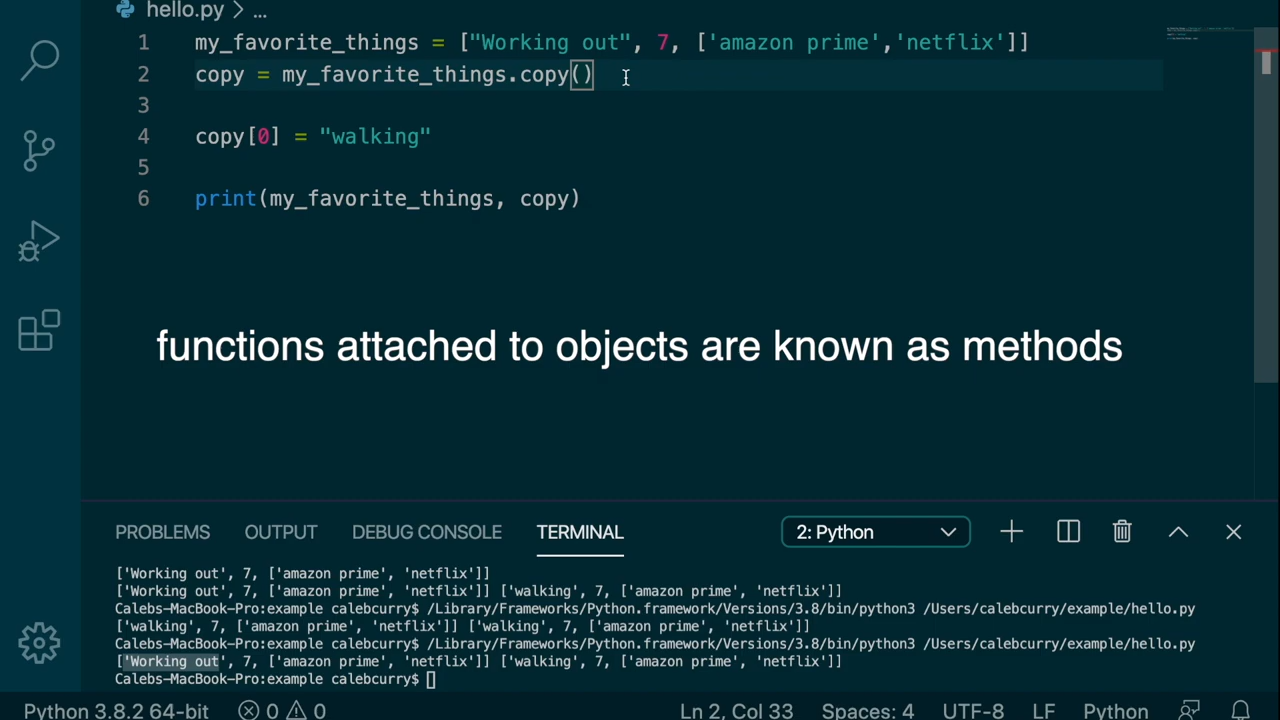 hello.py > ...
1 my_favorite_things = ["Working out", 7, ['amazon prime','netflix']]
2 copy = my_favorite_things.copy()
3
4 copy[0] = "walking"
5
6 print(my_favorite_things, copy)
functions attached to objects are known as methods
PROBLEMS OUTPUT DEBUG CONSOLE TERMINAL 2: Python
['Working out', 7, ['amazon prime', 'netflix']]
['Working out', 7, ['amazon prime', 'netflix']] ['walking', 7, ['amazon prime', 'netflix']]
Calebs-MacBook-Pro:example calebcurry$ /Library/Frameworks/Python.framework/Versions/3.8/bin/python3 /Users/calebcurry/example/hello.py
['walking', 7, ['amazon prime', 'netflix']] ['walking', 7, ['amazon prime', 'netflix']]
Calebs-MacBook-Pro:example calebcurry$ /Library/Frameworks/Python.framework/Versions/3.8/bin/python3 /Users/calebcurry/example/hello.py
['Working out', 7, ['amazon prime', 'netflix']] ['walking', 7, ['amazon prime', 'netflix']]
Calebs-MacBook-Pro:example calebcurry$
Python 3.8.2 64-bit 0 0 Ln 2, Col 33 Spaces: 4 UTF-8 LF Python